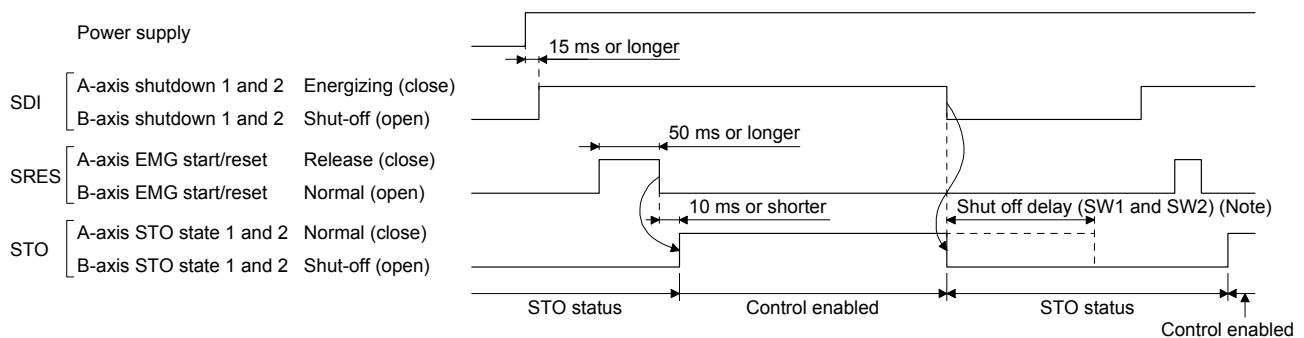 Power supply
15 ms or longer
SDI
A-axis shutdown 1 and 2 Energizing (close)
B-axis shutdown 1 and 2 Shut-off (open)
50 ms or longer
SRES
A-axis EMG start/reset Release (close)
B-axis EMG start/reset Normal (open)
10 ms or shorter
Shut off delay (SW1 and SW2) (Note)
STO
A-axis STO state 1 and 2 Normal (close)
B-axis STO state 1 and 2 Shut-off (open)
STO status
Control enabled
STO status
Control enabled